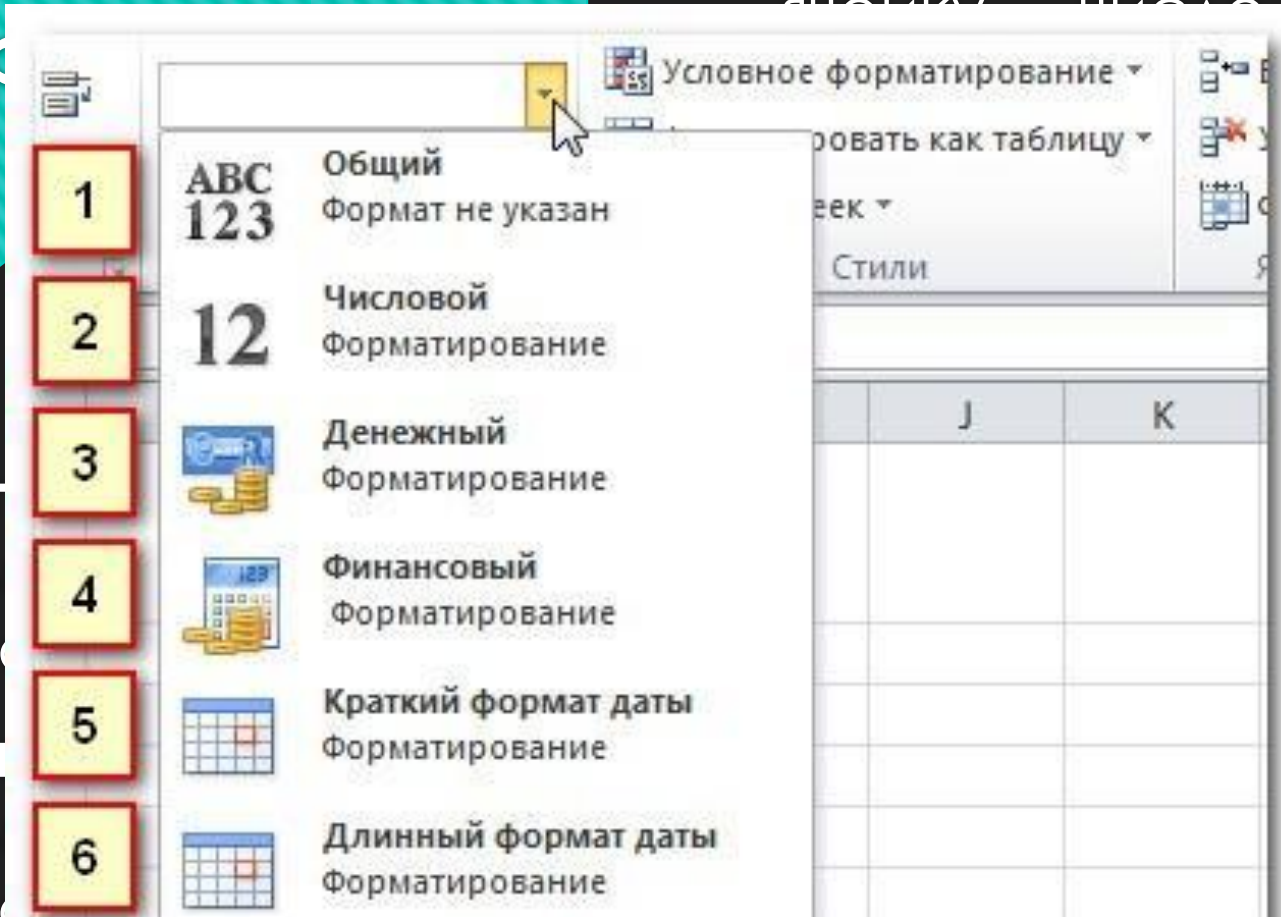 Условное форматирование
ровать как таблицу
еек
Стили
J K
1
ABC
123
Общий
Формат не указан
2
12
Числовой
Форматирование
3
Денежный
Форматирование
4
123
Финансовый
Форматирование
5
Краткий формат даты
Форматирование
6
Длинный формат даты
Форматирование